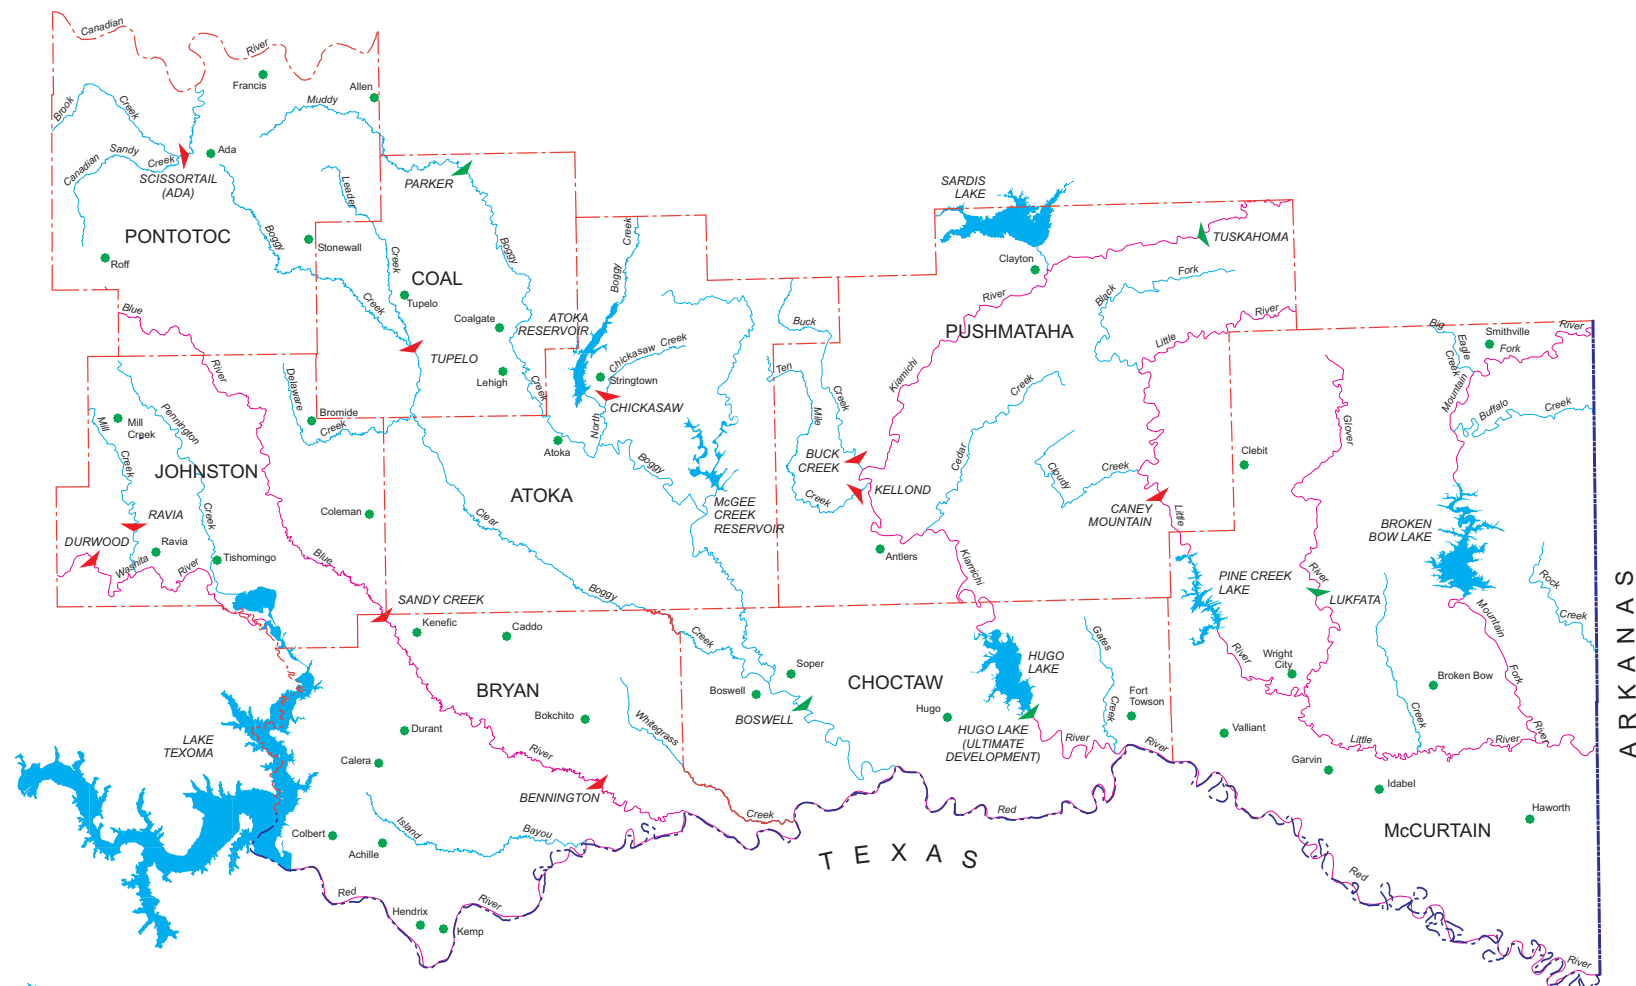 Canadian
River
Francis
Allen
Muddy
Brook
Creek
Sandy
Canadian
Creek
Ada
SCISSORTAIL
(ADA)
PARKER
SARDIS
LAKE
Leader
Creek
PONTOTOC
Boggy
Stonewall
Roff
Creek
COAL
Tupelo
Boggy
Boggy
Creek
Clayton
TUSKAHOMA
Fork
Black
River
Blue
River
Coalgate
ATOKA
RESERVOIR
Buck
PUSHMATAHA
Little
River
Big
Eagle
Creek
Smithville
River
Fork
TUPELO
Lehigh
Creek
Chickasaw Creek
Stringtown
CHICKASAW
North
Ten
Mile
Creek
Creek
Kiamichi
Creek
Cedar
Mountain
Buffalo
Creek
Delaware
Creek
Bromide
Mill
Creek
Mill
Creek
Pennington
Creek
JOHNSTON
Atoka
Boggy
BUCK
CREEK
KELLOND
Cloudy
Creek
Glover
Clebit
ATOKA
McGEE
CREEK
RESERVOIR
CANEY
MOUNTAIN
Little
BROKEN
BOW LAKE
RAVIA
DURWOOD
Ravia
Washita
River
Tishomingo
Coleman
Clear
Blue
Antlers
Kiamichi
PINE CREEK
LAKE
River
LUKFATA
Rock
Creek
ARKANSAS
SANDY CREEK
Kenefic
Caddo
Boggy
Creek
Soper
Boswell
BOSWELL
CHOCTAW
Hugo
HUGO
LAKE
HUGO LAKE
(ULTIMATE
DEVELOPMENT)
Gates
Creek
Fort
Towson
River
Wright
City
Mountain
Fork
River
Broken Bow
Creek
BRYAN
Bokchito
Whitegrass
Durant
LAKE
TEXOMA
Calera
River
BENNINGTON
Creek
River
River
Valliant
Little
River
Garvin
Idabel
Haworth
McCURTAIN
Red
Colbert
Achille
Island
Bayou
TEXAS
Red
River
Hendrix
Kemp
Red
River